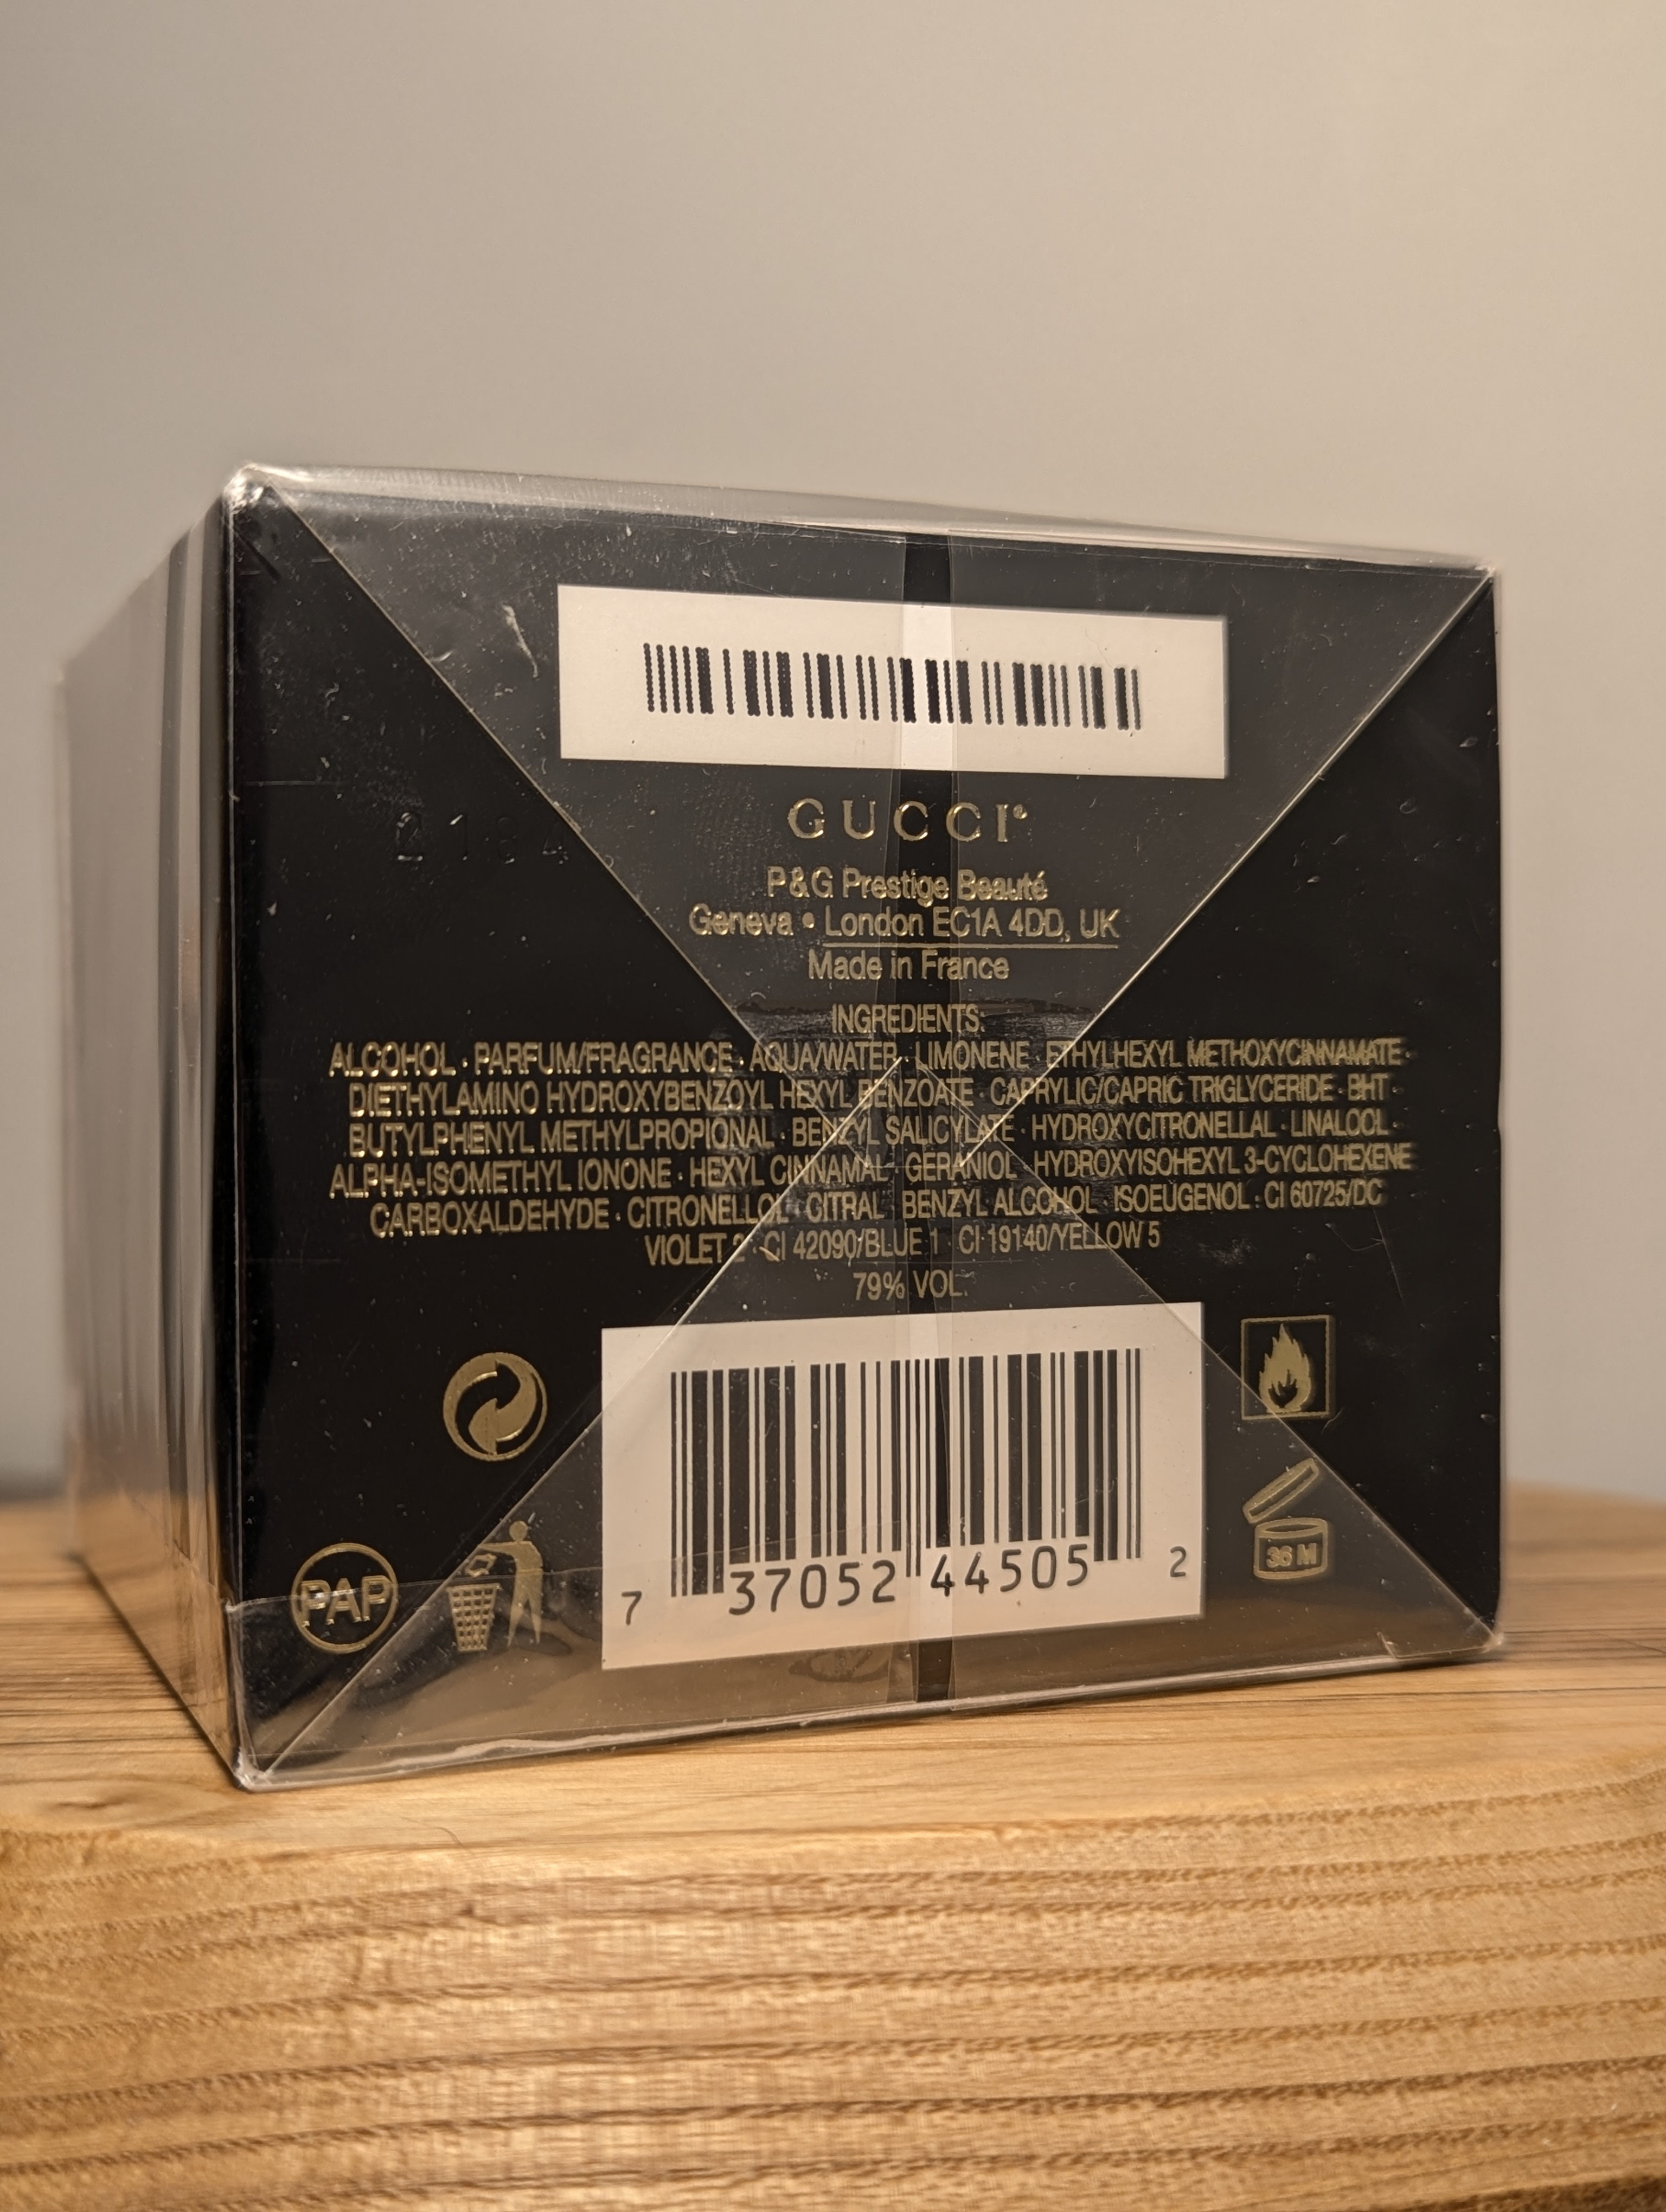 GUCCI®
P&G Prestige Beauté
Geneva • London EC1A 4DD, UK
Made in France
INGREDIENTS:
ALCOHOL · PARFUM/FRAGRANCE · AQUA/WATER · LIMONENE · ETHYLHEXYL METHOXYCINNAMATE ·
DIETHYLAMINO HYDROXYBENZOYL HEXYL BENZOATE · CAPRYLIC/CAPRIC TRIGLYCERIDE · BHT ·
BUTYLPHENYL METHYLPROPIONAL · BENZYL SALICYLATE · HYDROXYCITRONELLAL · LINALOOL ·
ALPHA-ISOMETHYL IONONE · HEXYL CINNAMAL · GERANIOL · HYDROXYISOHEXYL 3-CYCLOHEXENE
CARBOXALDEHYDE · CITRONELLOL · CITRAL · BENZYL ALCOHOL · ISOEUGENOL · CI 60725/DC
VIOLET 2 · CI 42090/BLUE 1 · CI 19140/YELLOW 5
79% VOL.
36 M
PAP
7 37052 44505 2